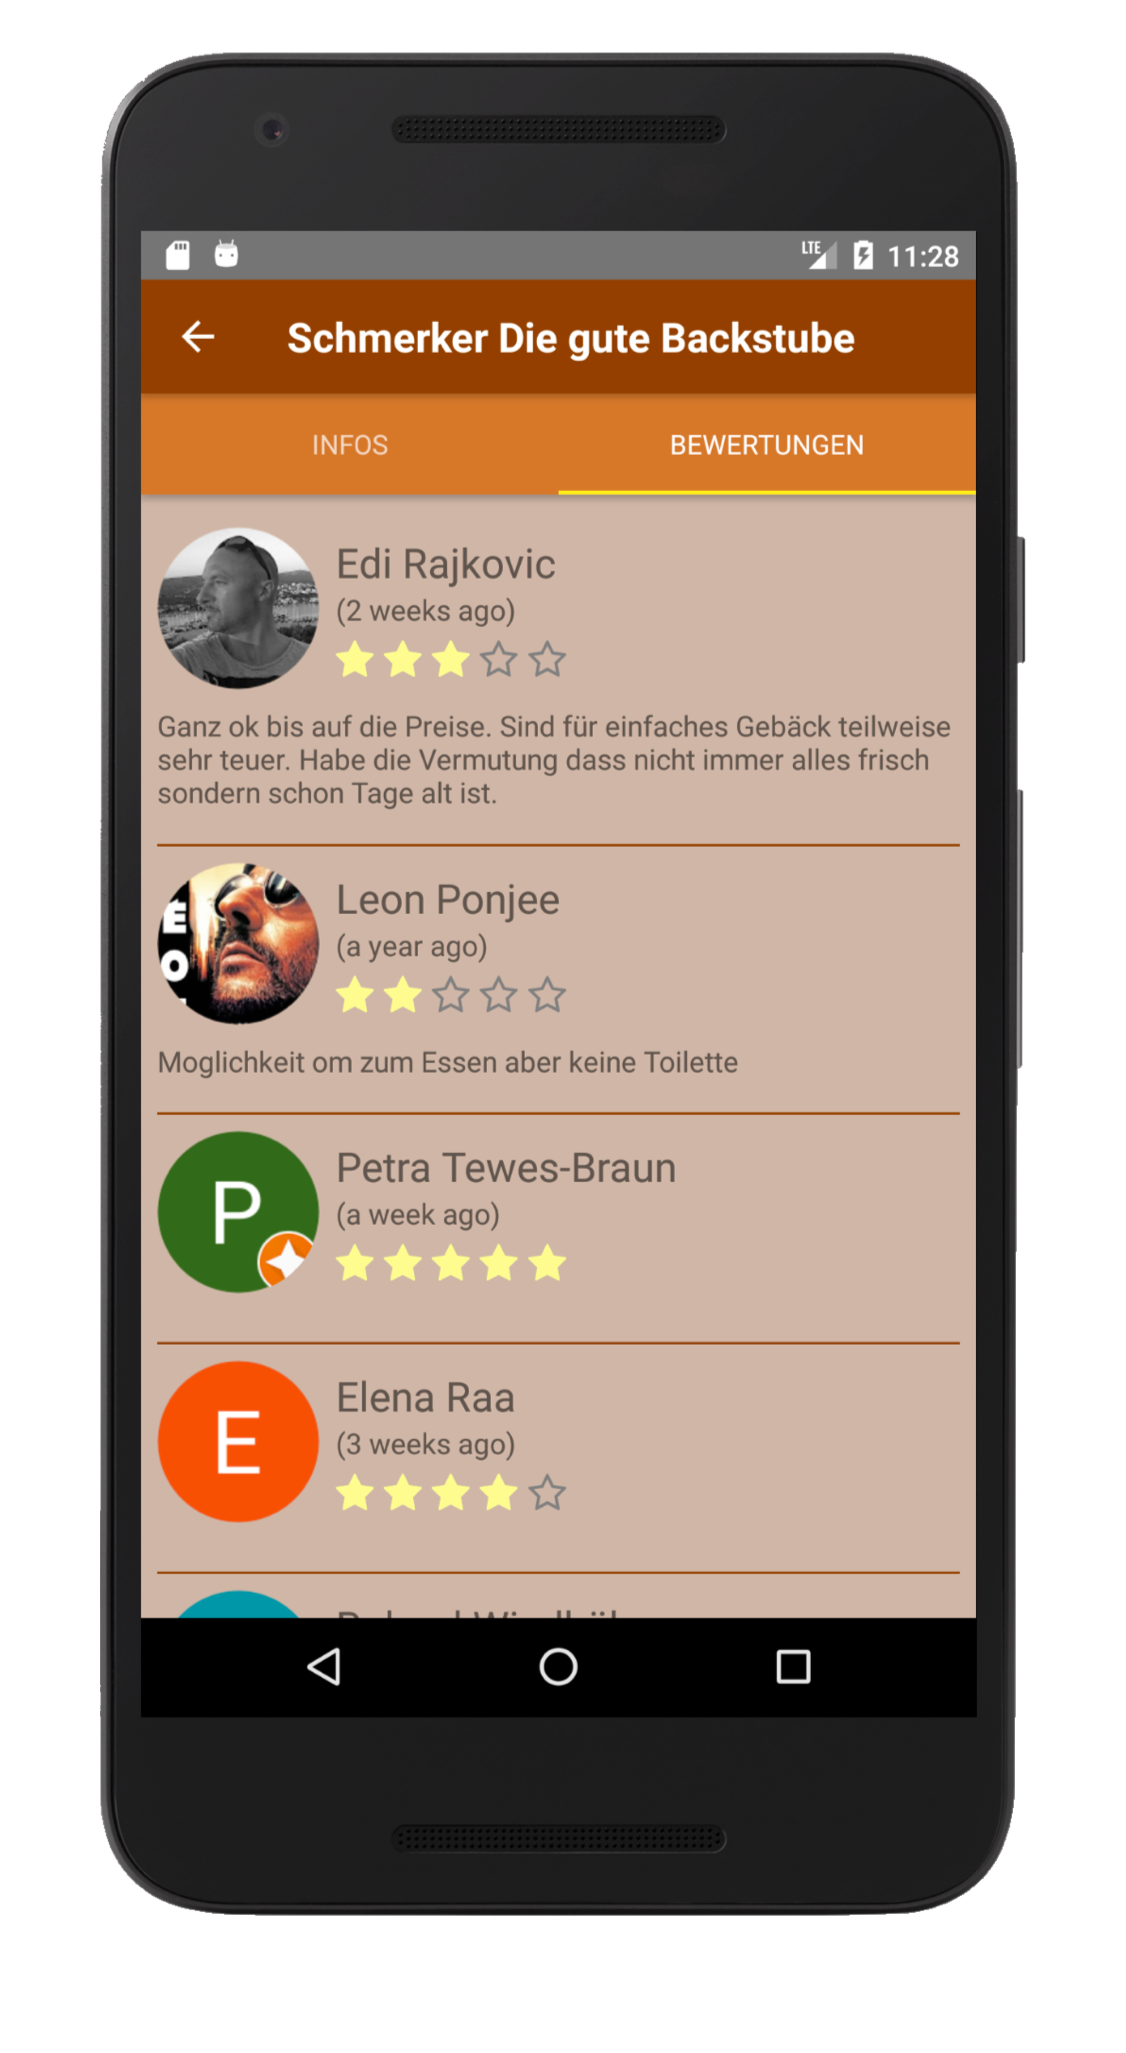 LTE 11:28
Schmerker Die gute Backstube
INFOS BEWERTUNGEN
Edi Rajkovic
(2 weeks ago)
Ganz ok bis auf die Preise. Sind für einfaches Gebäck teilweise
sehr teuer. Habe die Vermutung dass nicht immer alles frisch
sondern schon Tage alt ist.
Leon Ponjee
(a year ago)
Moglichkeit om zum Essen aber keine Toilette
P
Petra Tewes-Braun
(a week ago)
E
Elena Raa
(3 weeks ago)